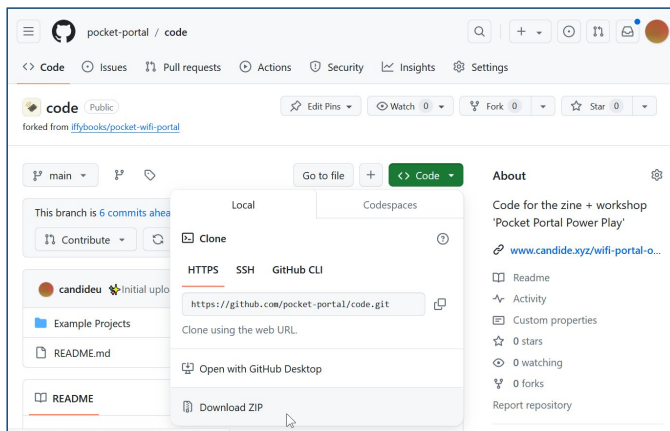 pocket-portal / code
Code
Issues
Pull requests
Actions
Security
Insights
Settings
code Public
Edit Pins
Watch 0
Fork 0
Star 0
forked from iffybooks/pocket-wifi-portal
main
Go to file
Code
This branch is 6 commits ahea
Contribute
candideu Initial uplo
Example Projects
README.md
README
Local
Codespaces
Clone
HTTPS SSH GitHub CLI
https://github.com/pocket-portal/code.git
Clone using the web URL.
Open with GitHub Desktop
Download ZIP
About
Code for the zine + workshop
'Pocket Portal Power Play'
www.candide.xyz/wifi-portal-o...
Readme
Activity
Custom properties
0 stars
0 watching
0 forks
Report repository